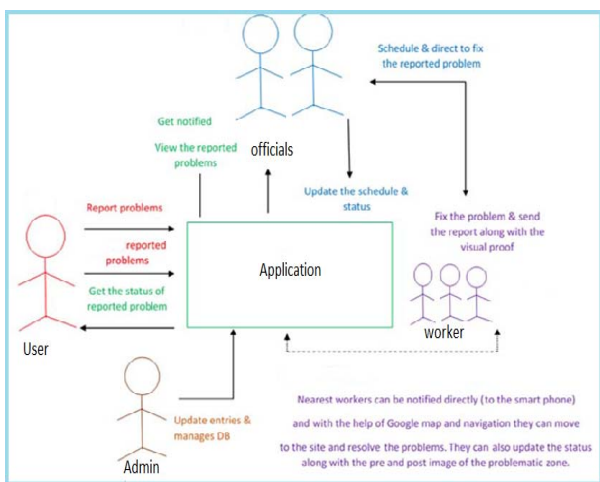 Schedule & direct to fix
the reported problem
Get notified
View the reported
problems
officials
Update the schedule &
status
Report problems
reported
problems
Get the status of
reported problem
Application
Fix the problem & send
the report along with the
visual proof
User
worker
Update entries &
manages DB
Admin
Nearest workers can be notified directly (to the smart phone)
and with the help of Google map and navigation they can move
to the site and resolve the problems. They can also update the status
along with the pre and post image of the problematic zone.